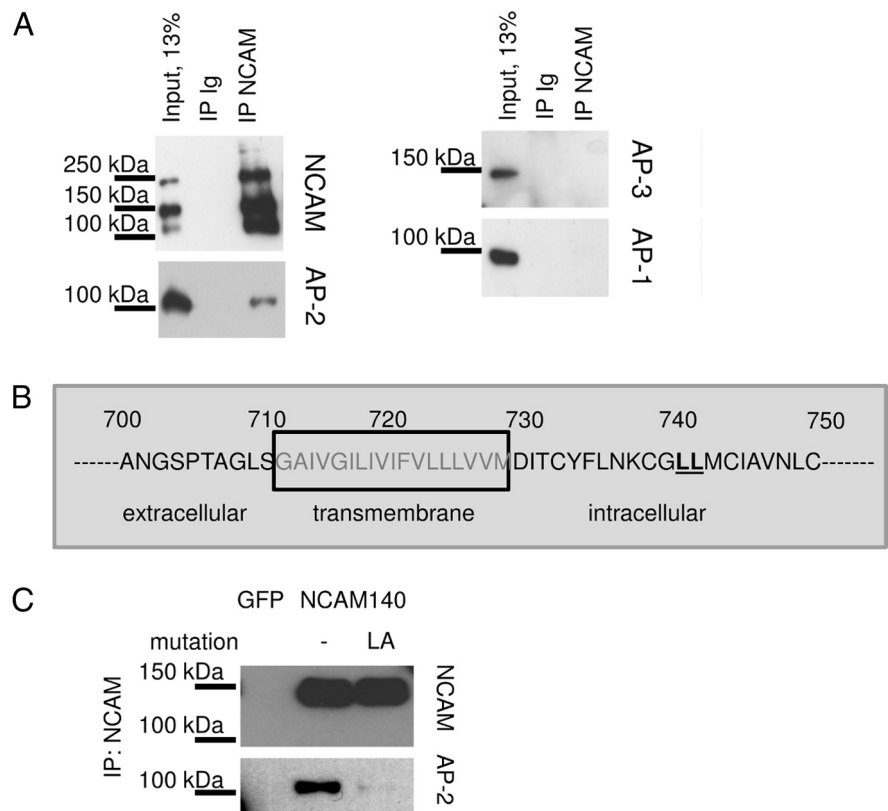 A
Input, 13%
IP Ig
IP NCAM
250 kDa
150 kDa
100 kDa
NCAM
100 kDa
AP-2
Input, 13%
IP Ig
IP NCAM
150 kDa
AP-3
100 kDa
AP-1
B
700 710 720 730 740 750
------ANGSPTAGLSGAIVGILIVIFVLLLVVMDITCYFLNKCGLLMCIAVNLC------
extracellular transmembrane intracellular
C
GFP NCAM140
mutation - LA
IP: NCAM
150 kDa
100 kDa
NCAM
100 kDa
AP-2